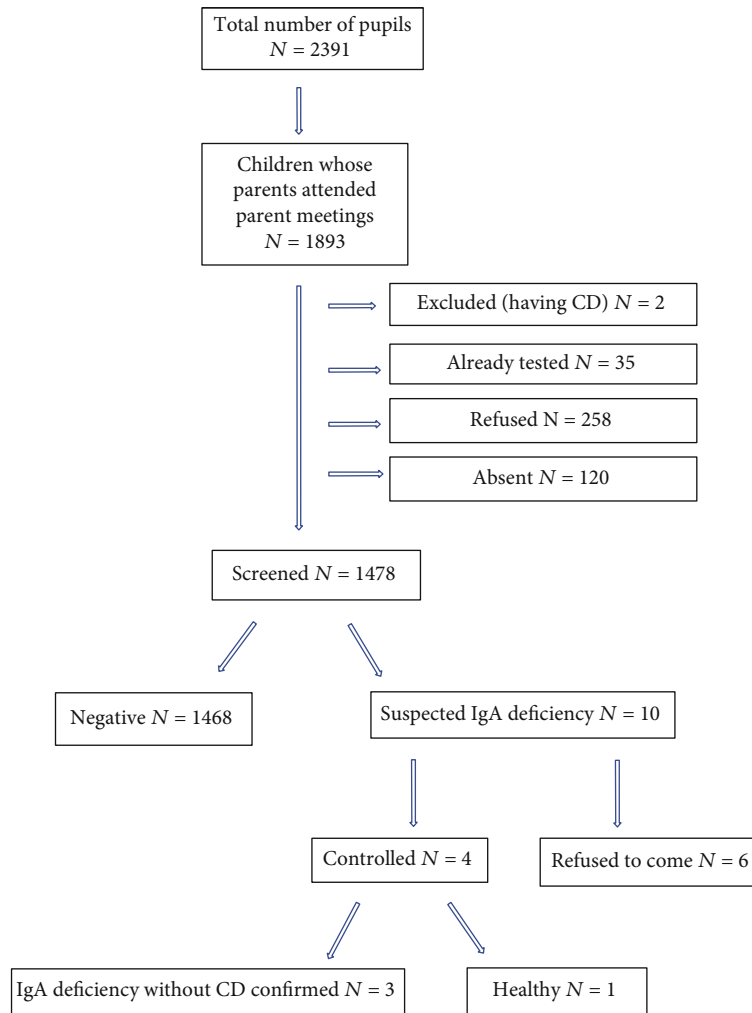 Total number of pupils
N = 2391
Children whose
parents attended
parent meetings
N = 1893
Excluded (having CD) N = 2
Already tested N = 35
Refused N = 258
Absent N = 120
Screened N = 1478
Negative N = 1468
Suspected IgA deficiency N = 10
Controlled N = 4
Refused to come N = 6
IgA deficiency without CD confirmed N = 3
Healthy N = 1